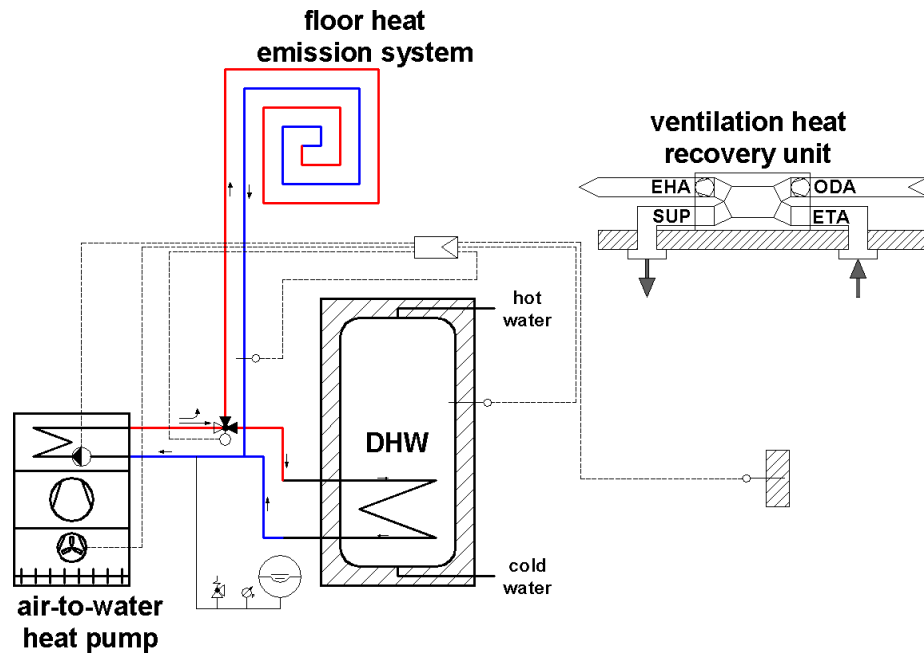 floor heat
emission system
ventilation heat
recovery unit
EHA
ODA
SUP
ETA
hot
water
DHW
cold
water
air-to-water
heat pump